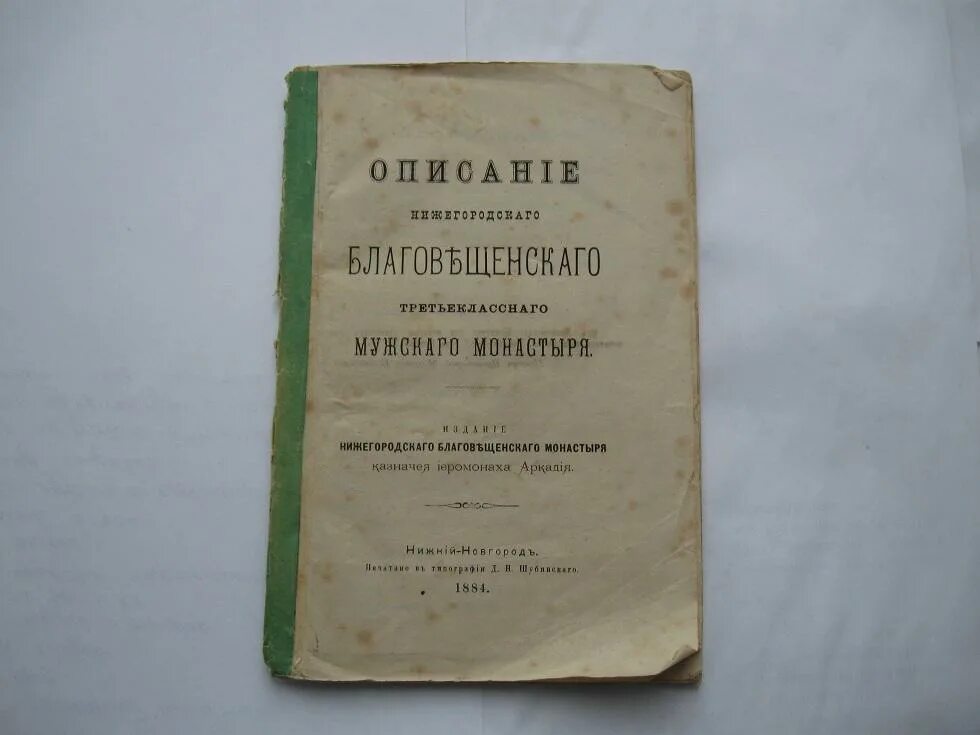 ОПИСАНІЕ
НИЖЕГОРОДСКАГО
БЛАГОВѢЩЕНСКАГО
ТРЕТЬЕКЛАССНАГО
МУЖСКАГО МОНАСТЫРЯ.
ИЗДАНІЕ
НИЖЕГОРОДСКАГО БЛАГОВѢЩЕНСКАГО МОНАСТЫРЯ
казначея іеромонаха Аркадія.
Нижній-Новгородъ.
Печатано въ типографіи Д. Н. Шубинскаго.
1884.